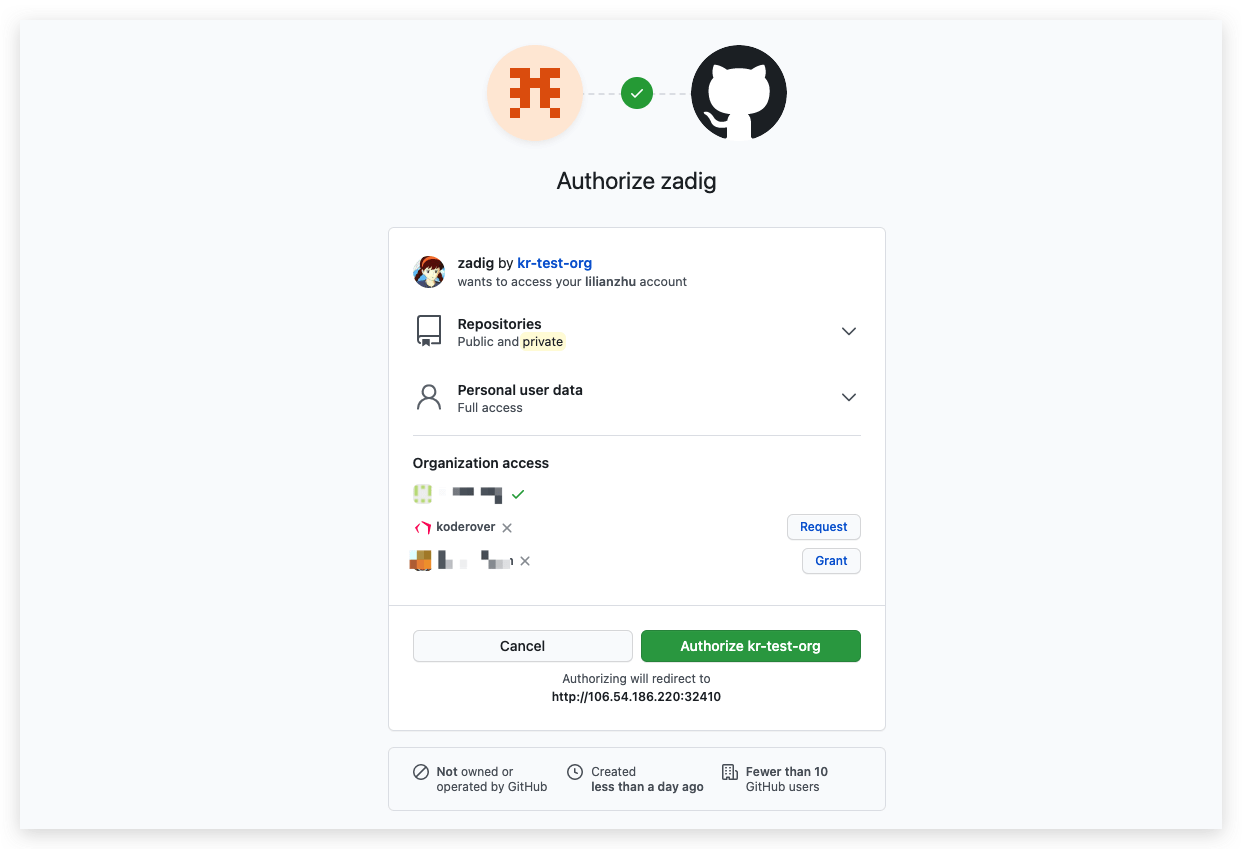 Authorize zadig
zadig by kr-test-org
wants to access your lilianzhu account
Repositories
Public and private
Personal user data
Full access
Organization access
koderover
Request
Grant
Cancel
Authorize kr-test-org
Authorizing will redirect to
http://106.54.186.220:32410
Not owned or
operated by GitHub
Created
less than a day ago
Fewer than 10
GitHub users